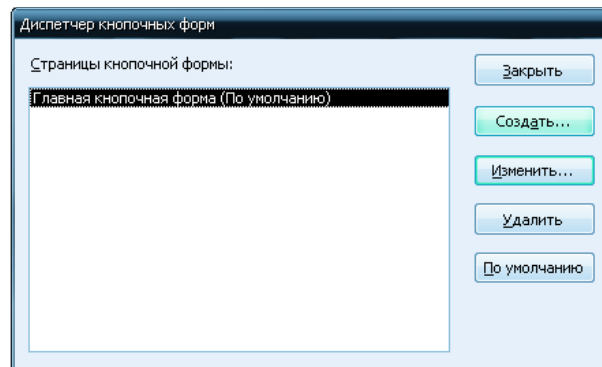 Диспетчер кнопочных форм
Страницы кнопочной формы:
Главная кнопочная форма (По умолчанию)
Закрыть
Создать...
Изменить...
Удалить
По умолчанию